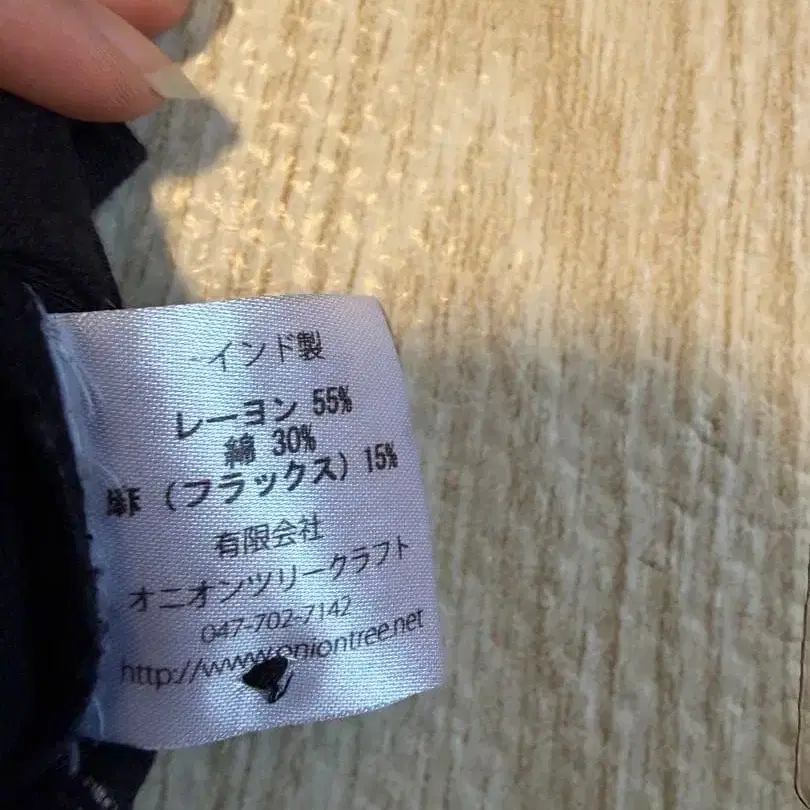 インド製
レーヨン 55%
綿 30%
麻 (フラックス) 15%
有限会社
オニオンツリークラフト
047-702-7142
http://www.oniontree.net